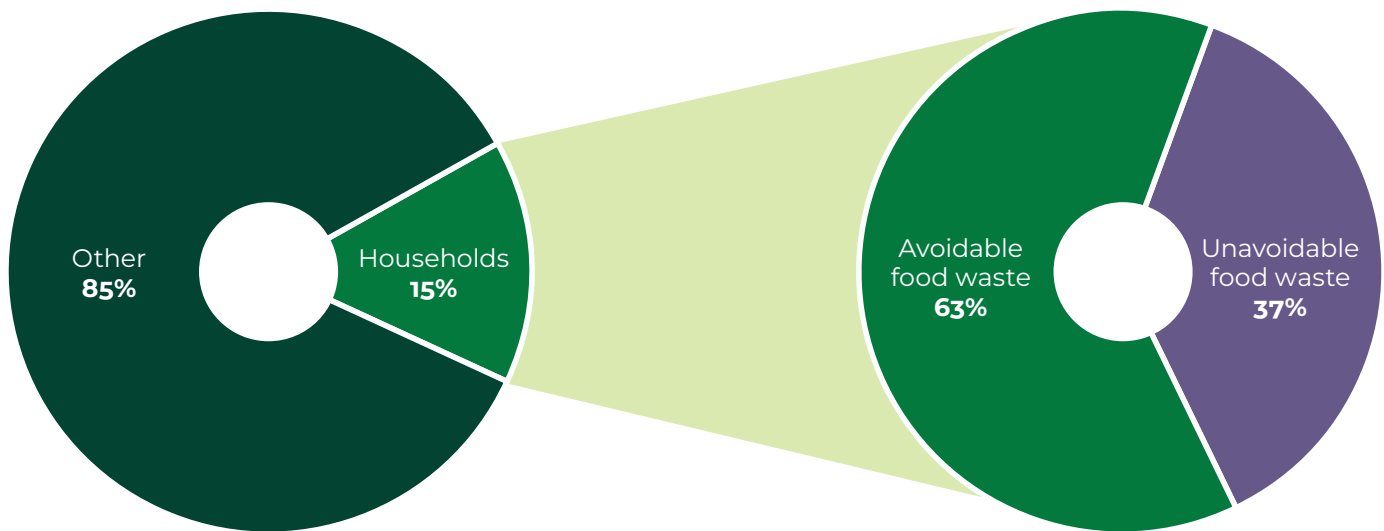 Other
85%
Households
15%
Avoidable
food waste
63%
Unavoidable
food waste
37%